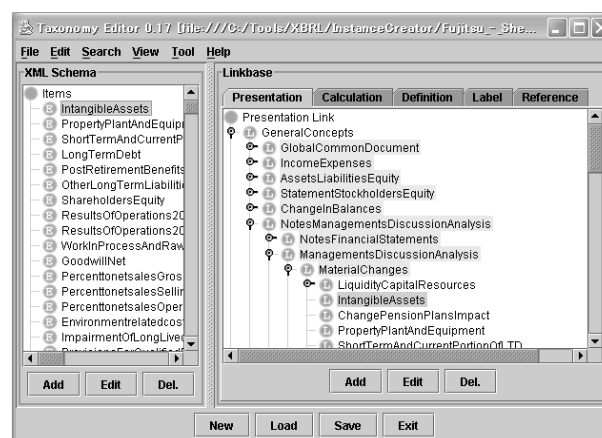 Taxonomy Editor 0.17 [file:///C:/Tools/XBRL/InstanceCreator/Fujitsu_-_She...
File Edit Search View Tool Help
XML Schema
Items
IntangibleAssets
PropertyPlantAndEquip
ShortTermAndCurrentP
LongTermDebt
PostRetirementBenefits
OtherLongTermLiabiliti
ShareholdersEquity
ResultsOfOperations20
ResultsOfOperations20
WorkInProcessAndRaw
GoodwillNet
PercenttonetsalesGros
PercenttonetsalesSellin
PercenttonetsalesOper
Environmentrelatedcos
ImpairmentOfLongLived
Add Edit Del.
Linkbase
Presentation Calculation Definition Label Reference
Presentation Link
GeneralConcepts
GlobalCommonDocument
IncomeExpenses
AssetsLiabilitiesEquity
StatementStockholdersEquity
ChangeInBalances
NotesManagementsDiscussionAnalysis
NotesFinancialStatements
ManagementsDiscussionAnalysis
MaterialChanges
LiquidityCapitalResources
IntangibleAssets
ChangePensionPlansImpact
PropertyPlantAndEquipment
ShortTermAndCurrentPortionOfLTD
Add Edit Del.
New Load Save Exit